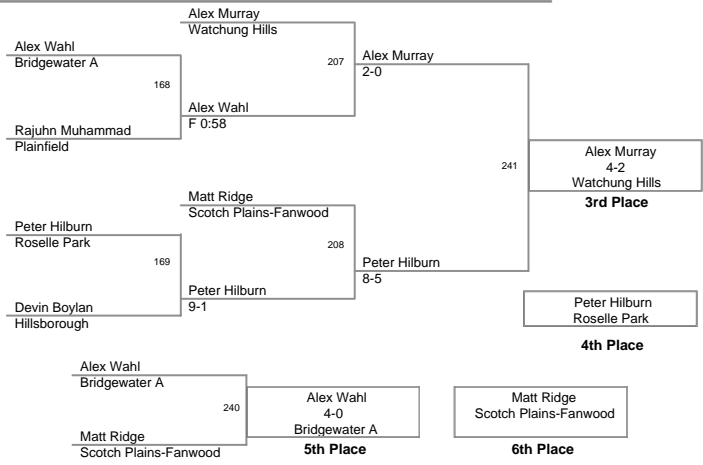 Alex Murray
Watchung Hills
Alex Wahl
Bridgewater A
207
Alex Murray
2-0
168
Alex Wahl
F 0:58
Rajuhn Muhammad
Plainfield
241
Alex Murray
4-2
Watchung Hills
3rd Place
Matt Ridge
Scotch Plains-Fanwood
Peter Hilburn
Roselle Park
208
169
Peter Hilburn
8-5
Peter Hilburn
9-1
Devin Boylan
Hillsborough
Peter Hilburn
Roselle Park
4th Place
Alex Wahl
Bridgewater A
240
Alex Wahl
4-0
Bridgewater A
5th Place
Matt Ridge
Scotch Plains-Fanwood
Matt Ridge
Scotch Plains-Fanwood
6th Place